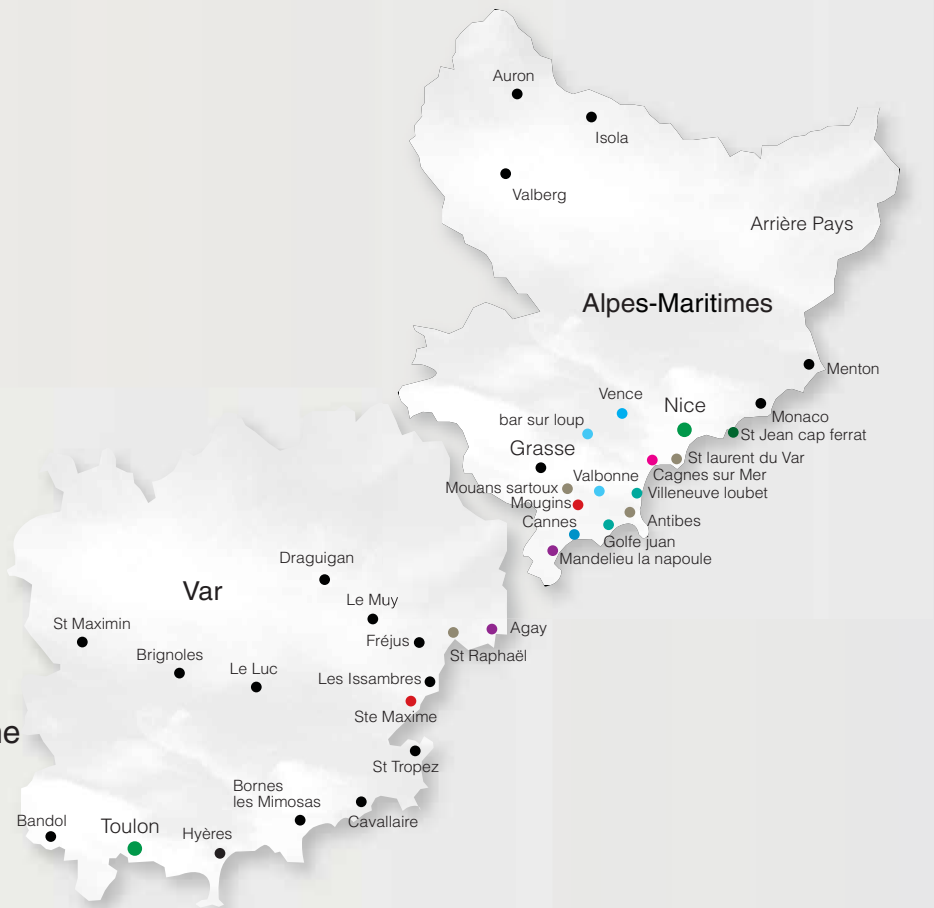 Auron
Isola
Valberg
Arrière Pays
Alpes-Maritimes
Menton
Vence
Nice
Monaco
bar sur loup
St Jean cap ferrat
Grasse
St laurent du Var
Valbonne
Cagnes sur Mer
Mouans sartoux
Villeneuve loubet
Mougins
Cannes
Antibes
Golfe juan
Mandelieu la napoule
Draguigan
Var
Le Muy
St Maximin
Agay
Fréjus
Brignoles
St Raphaël
Le Luc
Les Issambres
Ste Maxime
ne
St Tropez
Bornes
les Mimosas
Bandol
Toulon
Hyères
Cavallaire